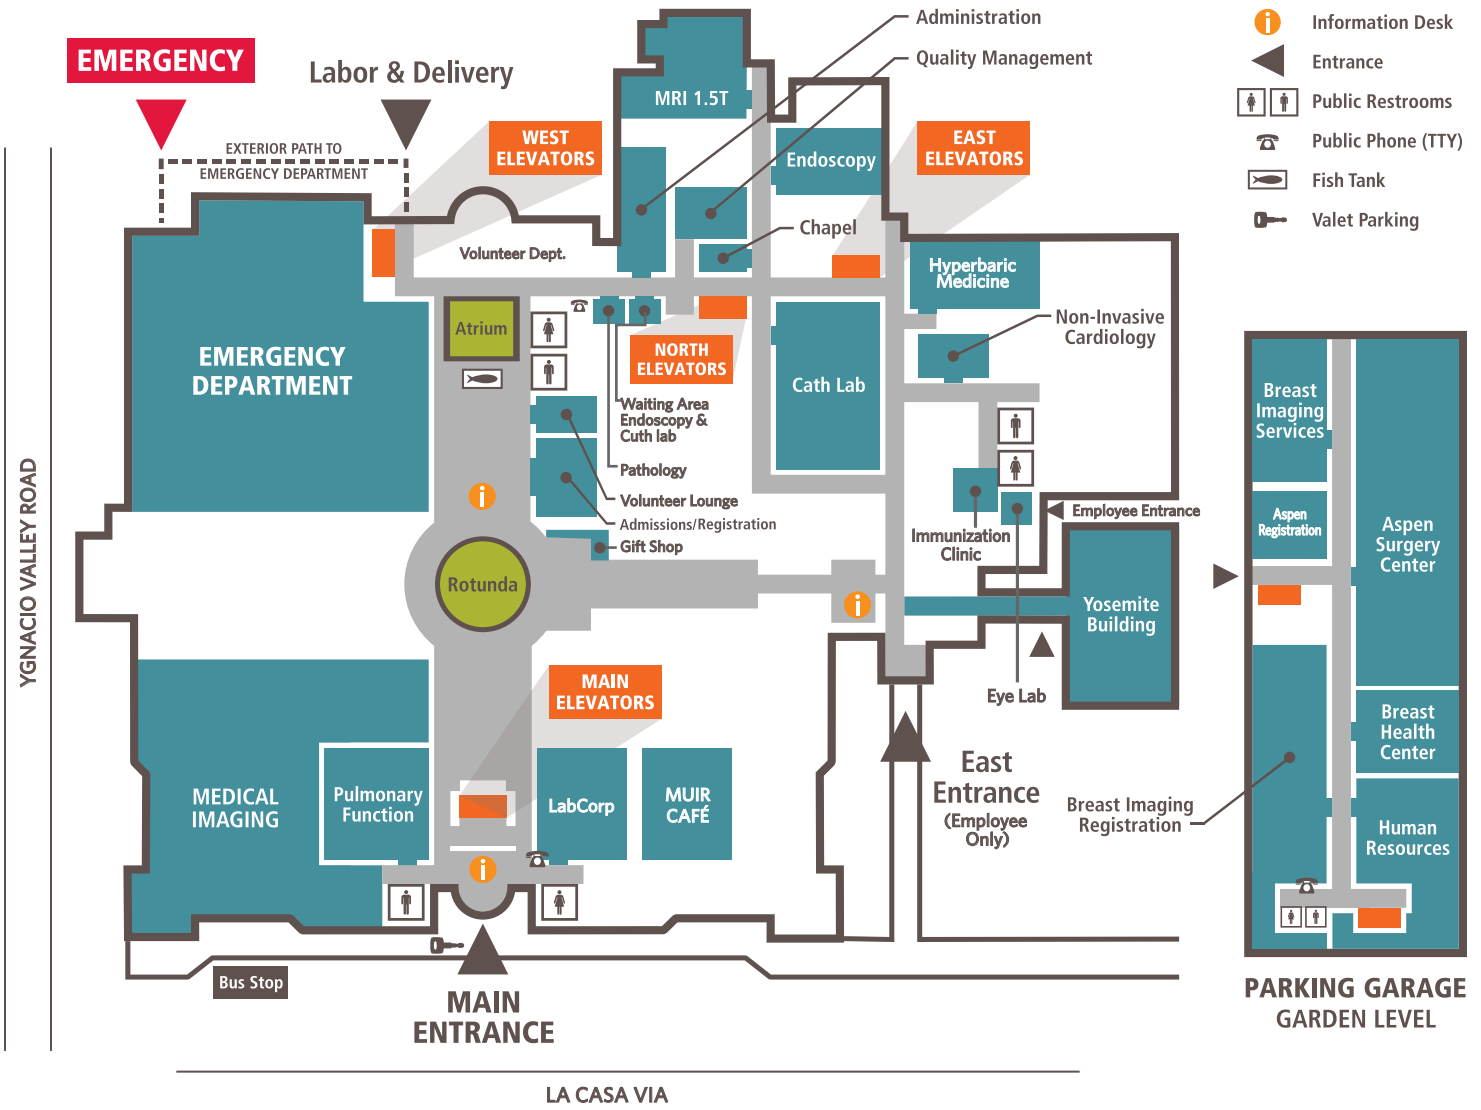 Administration
Quality Management
Information Desk
Entrance
Public Restrooms
Public Phone (TTY)
Fish Tank
Valet Parking
EMERGENCY
Labor & Delivery
EXTERIOR PATH TO
EMERGENCY DEPARTMENT
WEST
ELEVATORS
MRI 1.5T
Endoscopy
EAST
ELEVATORS
Chapel
Volunteer Dept.
Hyperbaric
Medicine
Atrium
Non-Invasive
Cardiology
NORTH
ELEVATORS
EMERGENCY
DEPARTMENT
Cath Lab
Waiting Area
Endoscopy &
Cuth lab
Pathology
Volunteer Lounge
Admissions/Registration
Gift Shop
Immunization
Clinic
Employee Entrance
Rotunda
i
i
Yosemite
Building
Eye Lab
MAIN
ELEVATORS
East
Entrance
(Employee
Only)
MEDICAL
IMAGING
Pulmonary
Function
LabCorp
MUIR
CAFÉ
i
Bus Stop
MAIN
ENTRANCE
YGNACIO VALLEY ROAD
LA CASA VIA
i
Breast
Imaging
Services
Aspen
Registration
Aspen
Surgery
Center
Breast
Health
Center
Breast Imaging
Registration
Human
Resources
PARKING GARAGE
GARDEN LEVEL